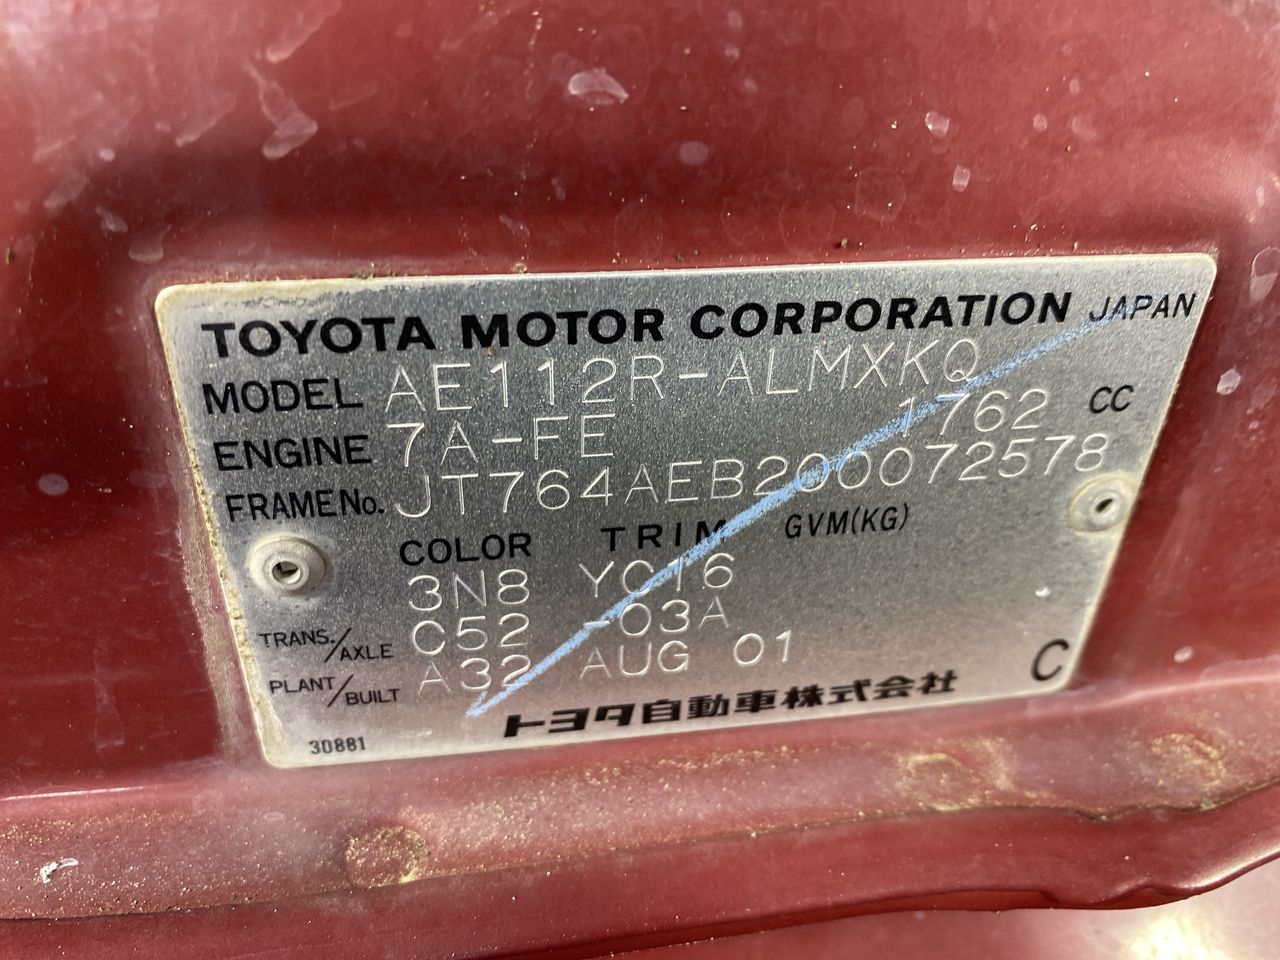 TOYOTA MOTOR CORPORATION JAPAN
MODEL AE112R-ALMXKQ
ENGINE 7A-FE 1762 CC
FRAME No. JT764AEB200072578
COLOR TRIM GVM(KG)
3N8 YC16
TRANS./AXLE C52 -03A
PLANT/BUILT A32 AUG 01 C
30881 トヨタ自動車株式会社